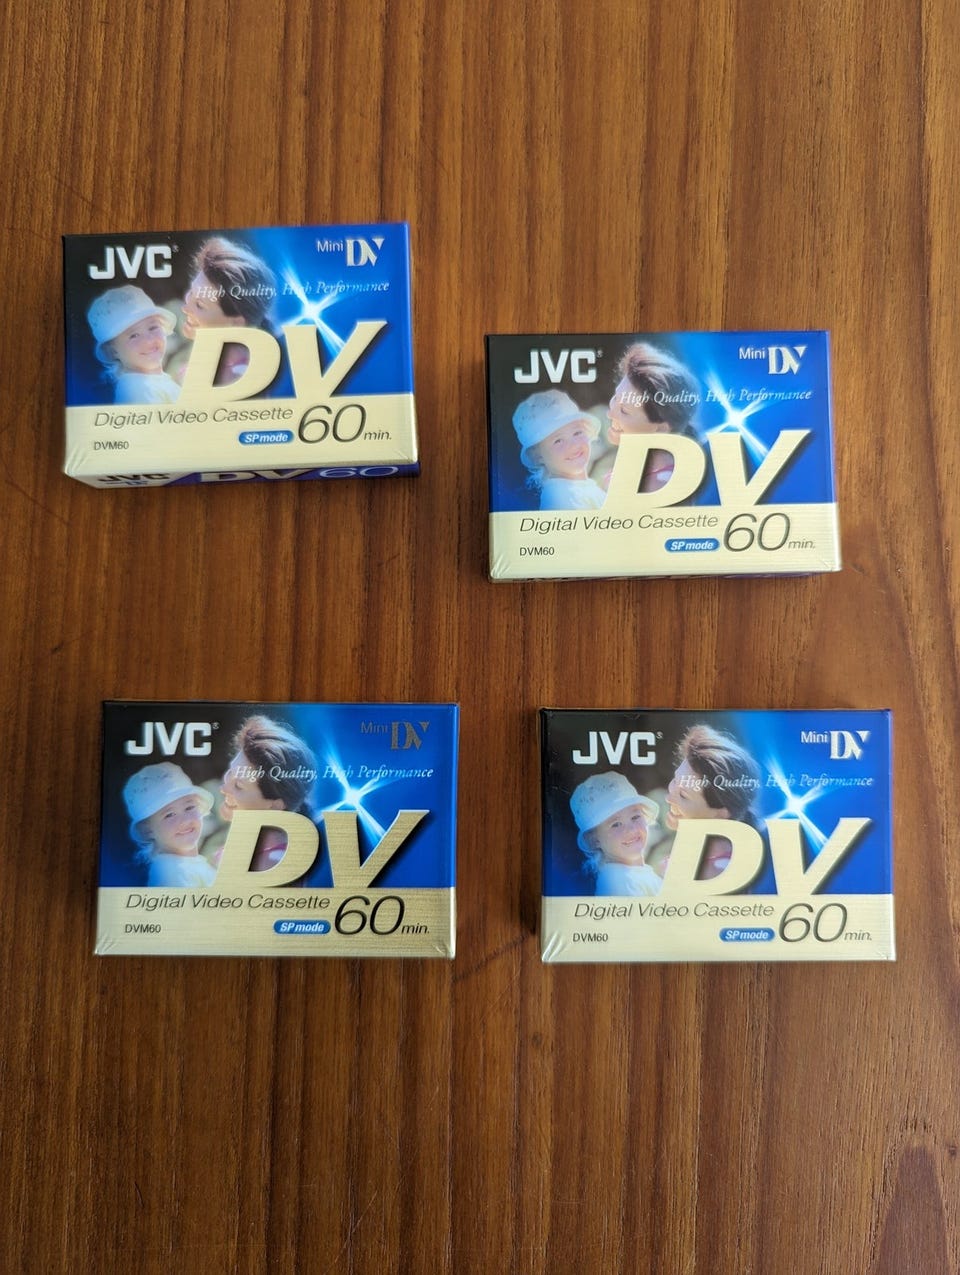 JVC®
Mini DV
High Quality, High Performance
DV
Digital Video Cassette
SP mode 60 min.
DVM60
DV 60
JVC®
Mini DV
High Quality, High Performance
DV
Digital Video Cassette
SP mode 60 min.
DVM60
JVC®
Mini DV
High Quality, High Performance
DV
Digital Video Cassette
SP mode 60 min.
DVM60
JVC®
Mini DV
High Quality, High Performance
DV
Digital Video Cassette
SP mode 60 min.
DVM60